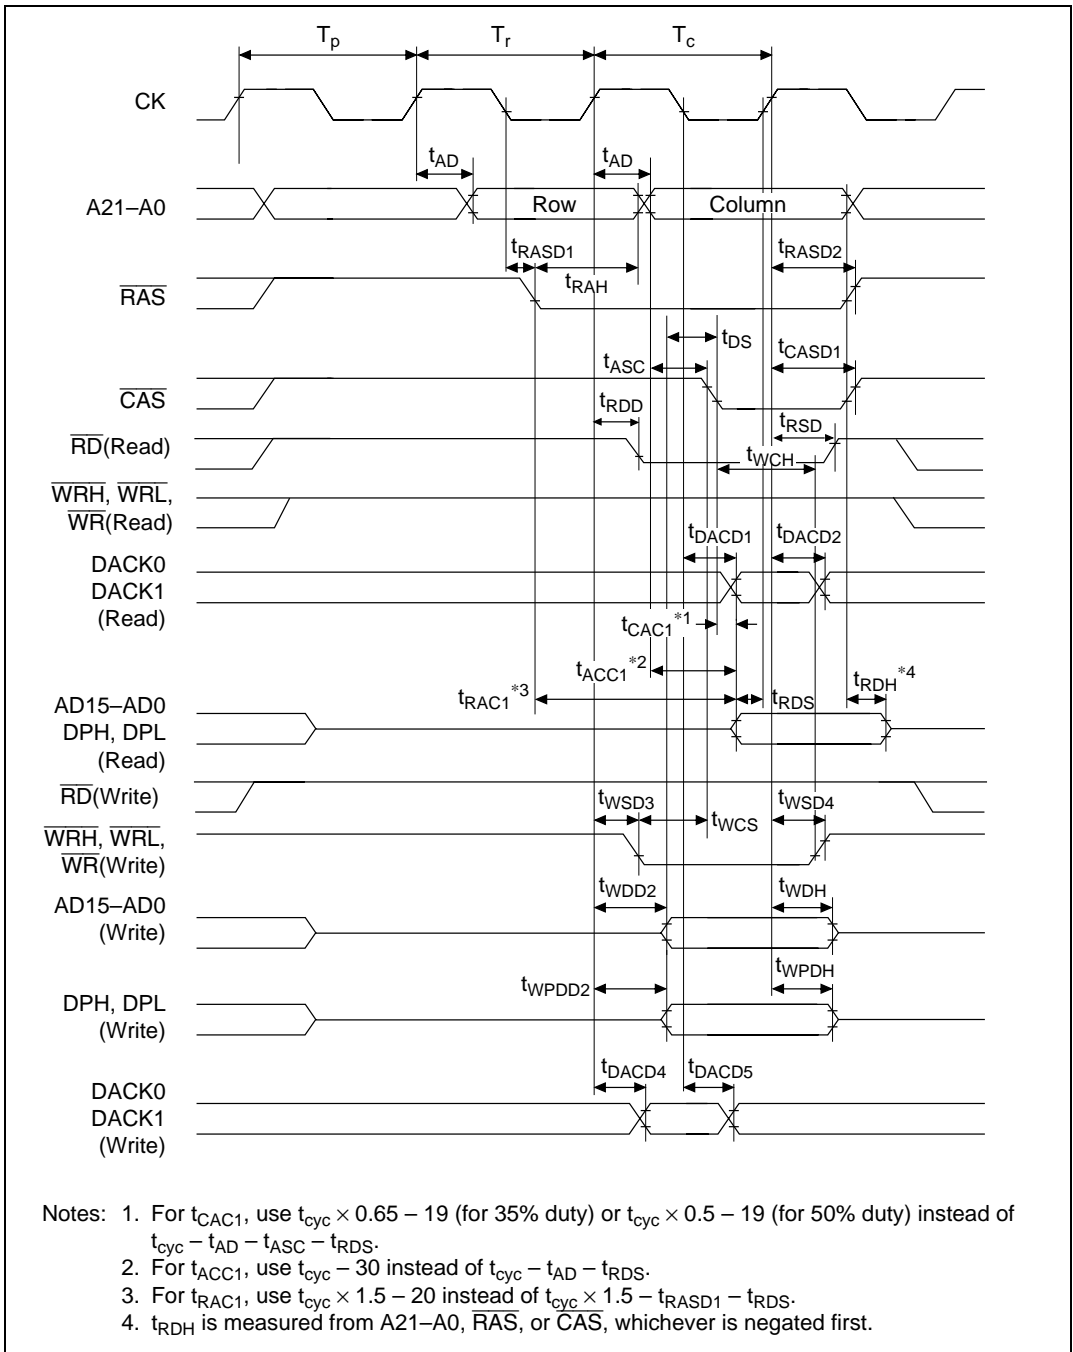 Tp Tr Tc
CK
tAD tAD
A21–A0 Row Column
tRASD1 tRASD2
tRAH
RAS
tDS
tASC tCASD1
CAS
tRDD tRSD
RD(Read)
tWCH
WRH, WRL,
WR(Read)
DACK0 tDACD1 tDACD2
DACK1
(Read)
tCAC1*1
tACC1*2
tRAC1*3 tRDS tRDH*4
AD15–AD0
DPH, DPL
(Read)
RD(Write)
tWSD3 tWCS tWSD4
WRH, WRL,
WR(Write)
tWDD2 tWDH
AD15–AD0
(Write)
tWPDD2 tWPDH
DPH, DPL
(Write)
tDACD4 tDACD5
DACK0
DACK1
(Write)
Notes: 1. For tCAC1, use tcyc × 0.65 – 19 (for 35% duty) or tcyc × 0.5 – 19 (for 50% duty) instead of
tcyc – tAD – tASC – tRDS.
2. For tACC1, use tcyc – 30 instead of tcyc – tAD – tRDS.
3. For tRAC1, use tcyc × 1.5 – 20 instead of tcyc × 1.5 – tRASD1 – tRDS.
4. tRDH is measured from A21–A0, RAS, or CAS, whichever is negated first.